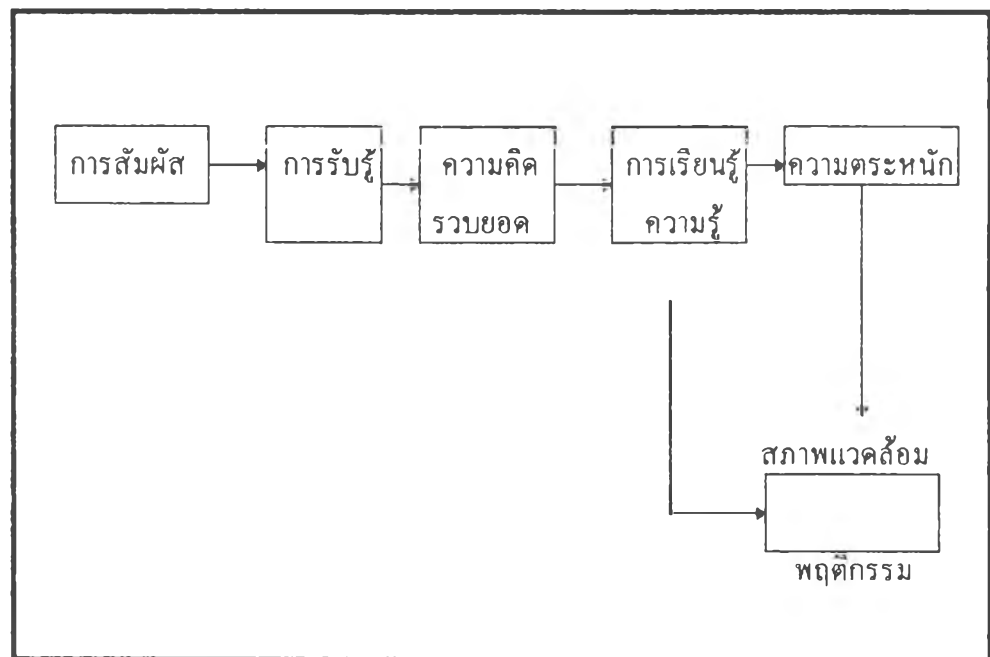 การสัมผัส
การรับรู้
ความคิด
รวบยอด
การเรียนรู้
ความรู้
ความตระหนัก
สภาพแวดล้อม
พฤติกรรม